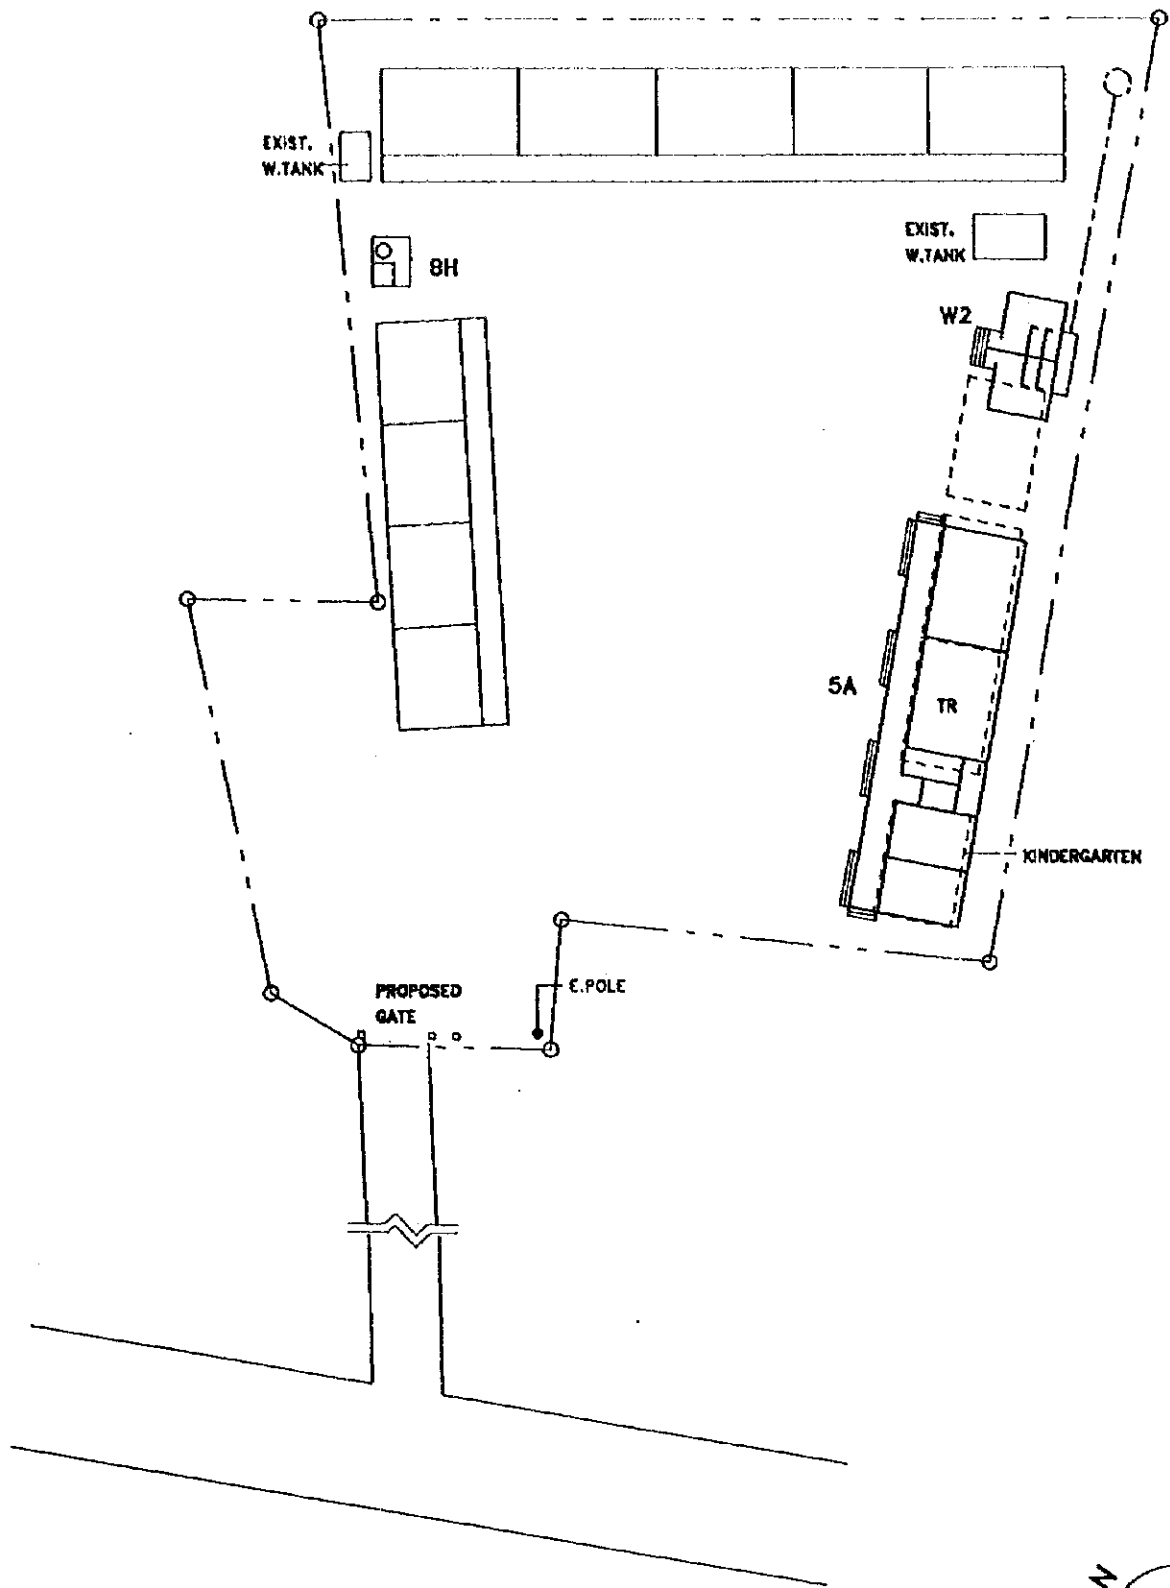 EXIST.
W.TANK
8H
EXIST.
W.TANK
W2
5A
TR
KINDERGARTEN
PROPOSED
GATE
E.POLE
N